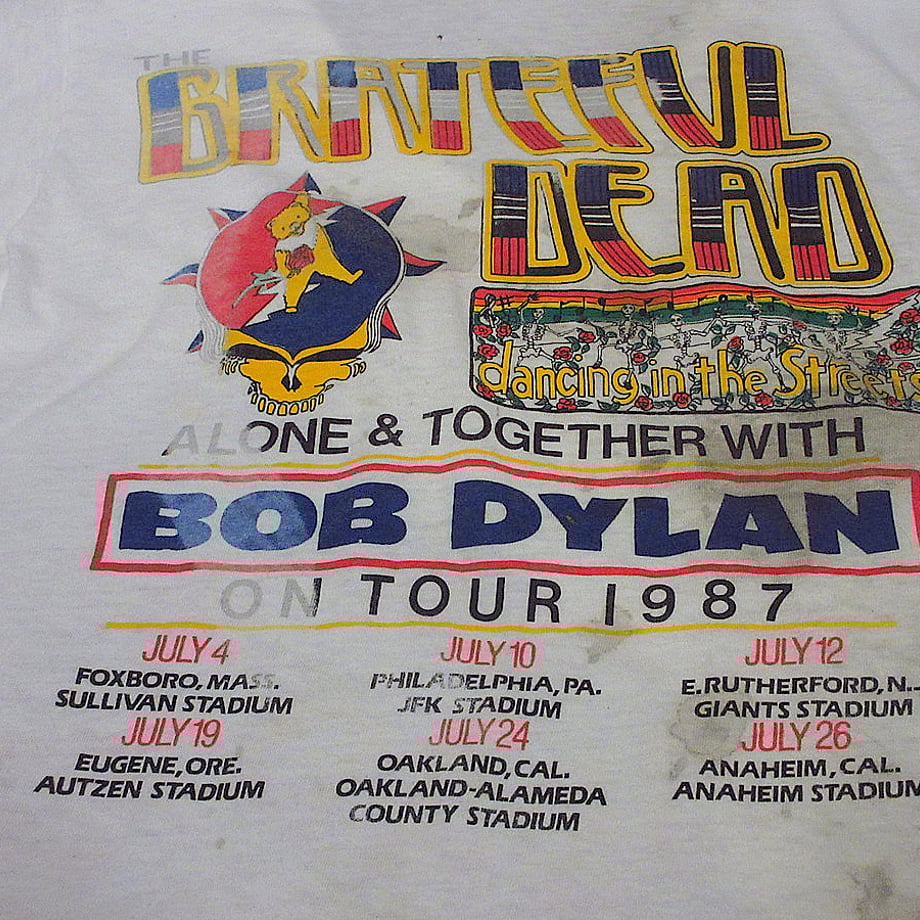 THE
GRATEFUL
DEAD
dancing in the Streets
ALONE & TOGETHER WITH
BOB DYLAN
ON TOUR 1987
JULY 4
FOXBORO, MASS.
SULLIVAN STADIUM
JULY 10
PHILADELPHIA, PA.
JFK STADIUM
JULY 12
E. RUTHERFORD, N.
GIANTS STADIUM
JULY 19
EUGENE, ORE.
AUTZEN STADIUM
JULY 24
OAKLAND, CAL.
OAKLAND-ALAMEDA
COUNTY STADIUM
JULY 26
ANAHEIM, CAL.
ANAHEIM STADIUM